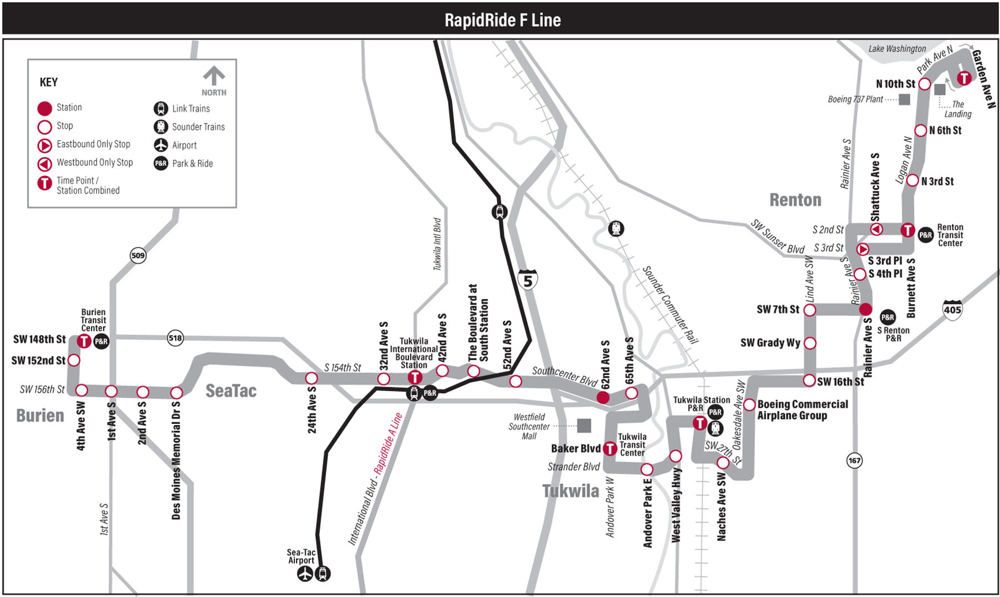 RapidRide F Line
KEY
NORTH
Station
Stop
Eastbound Only Stop
Westbound Only Stop
T
Time Point /
Station Combined
Link Trains
Sounder Trains
Airport
P&R
Park & Ride
509
518
5
405
167
Burien
Transit
Center
SW 148th St
T
P&R
SW 152nd St
SW 156th St
Burien
4th Ave SW
1st Ave S
2nd Ave S
Des Moines Memorial Dr S
1st Ave S
SeaTac
24th Ave S
S 154th St
32nd Ave S
Tukwila
International
Boulevard
Station
T
P&R
42nd Ave S
The Boulevard at
South Station
52nd Ave S
Tukwila Intl Blvd
International Blvd - RapidRide A Line
Sea-Tac
Airport
Southcenter Blvd
62nd Ave S
65th Ave S
Westfield
Southcenter
Mall
Baker Blvd
T
Tukwila
Transit
Center
Strander Blvd
Tukwila
Andover Park W
Andover Park E
West Valley Hwy
Tukwila Station
P&R
P&R
T
SW 27th St
Naches Ave SW
Oakesdale Ave SW
Sounder Commuter Rail
Boeing Commercial
Airplane Group
SW 16th St
SW Grady Wy
SW 7th St
Lind Ave SW
Rainier Ave S
P&R
S Renton
P&R
Rainier Ave S
S 4th Pl
S 3rd Pl
S 3rd St
S 2nd St
SW Sunset Blvd
Burnett Ave S
Shattuck Ave S
T
P&R
Renton
Transit
Center
Renton
Rainier Ave S
N 3rd St
Logan Ave N
N 6th St
N 10th St
Boeing 737 Plant
The
Landing
Park Ave N
Garden Ave N
T
Lake Washington